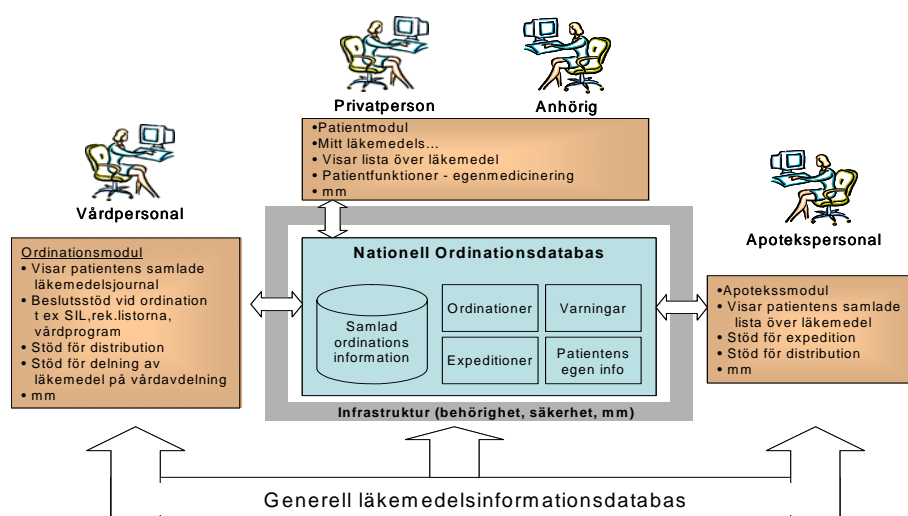 Privatperson
Anhörig
•Patientmodul
•Mitt läkemedels...
• Visar lista över läkemedel
• Patientfunktioner - egenmedicinering
• mm
Vårdpersonal
Ordinationsmodul
• Visar patientens samlade
läkemedelsjournal
• Beslutsstöd vid ordination
t ex SIL,rek.listorna,
vårdprogram
• Stöd för distribution
• Stöd för delning av
läkemedel på vårdavdelning
• mm
Nationell Ordinationsdatabas
Samlad
ordinations
information
Ordinationer
Varningar
Expeditioner
Patientens
egen info
Infrastruktur (behörighet, säkerhet, mm)
Apotekspersonal
•Apotekssmodul
• Visar patientens samlade
lista över läkemedel
• Stöd för expedition
• Stöd för distribution
• mm
Generell läkemedelsinformationsdatabas